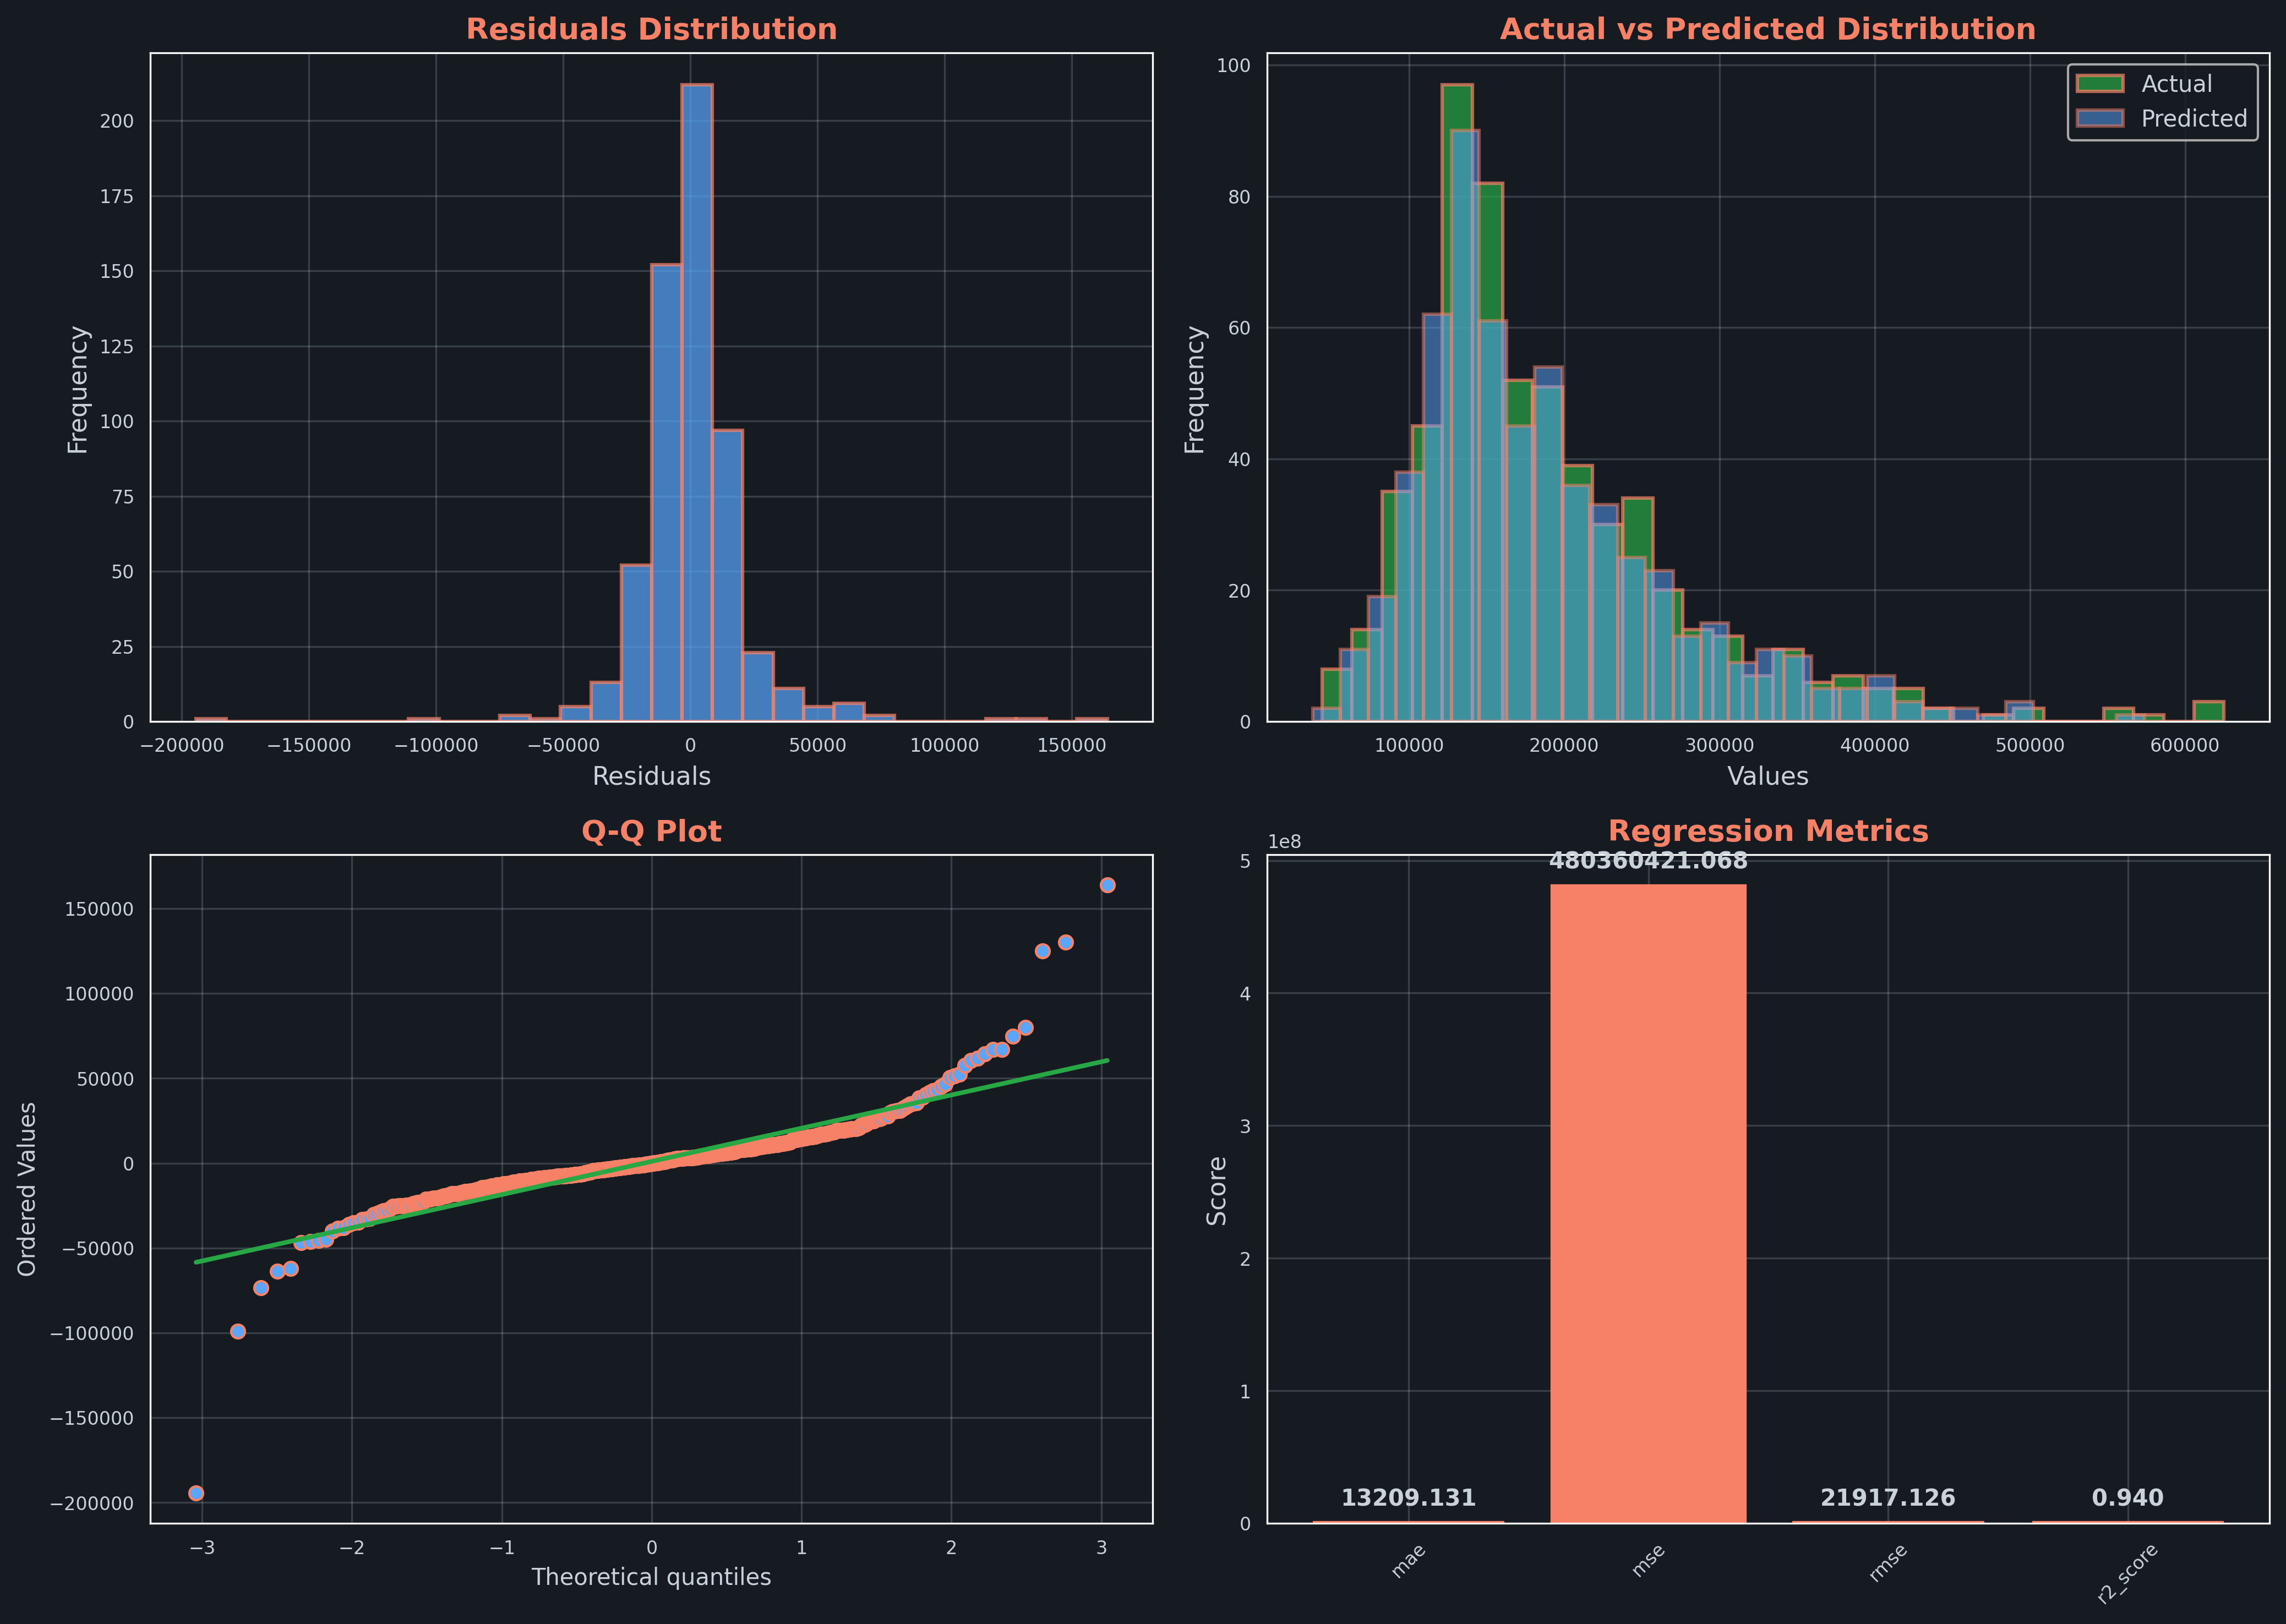 Residuals Distribution
Frequency
200
175
150
125
100
75
50
25
0
−200000 −150000 −100000 −50000 0 50000 100000 150000
Residuals
Actual vs Predicted Distribution
Frequency
100
80
60
40
20
0
Actual
Predicted
100000 200000 300000 400000 500000 600000
Values
Q-Q Plot
Ordered Values
150000
100000
50000
0
−50000
−100000
−150000
−200000
−3 −2 −1 0 1 2 3
Theoretical quantiles
Regression Metrics
1e8
Score
5
4
3
2
1
0
480360421.068
13209.131 21917.126 0.940
mae mse rmse r2_score